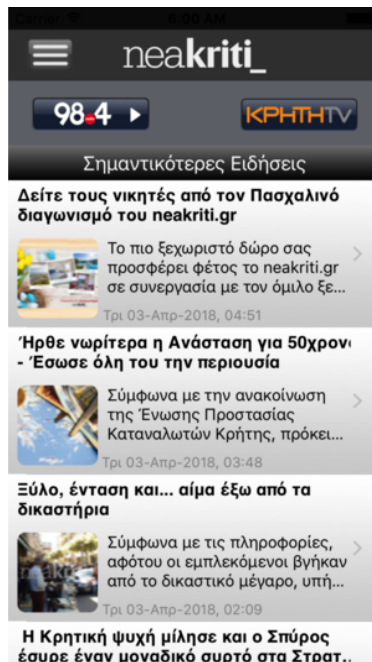 Carrier
6:00 AM
neakriti_
98.4
ΚΡΗΤΗTV
Σημαντικότερες Ειδήσεις
Δείτε τους νικητές από τον Πασχαλινό
διαγωνισμό του neakriti.gr
Το πιο ξεχωριστό δώρο σας
προσφέρει φέτος το neakriti.gr
σε συνεργασία με τον όμιλο ξε...
Τρι 03-Απρ-2018, 04:51
Ήρθε νωρίτερα η Ανάσταση για 50χρονο
- Έσωσε όλη του την περιουσία
Σύμφωνα με την ανακοίνωση
της Ένωσης Προστασίας
Καταναλωτών Κρήτης, πρόκει...
Τρι 03-Απρ-2018, 03:48
Ξύλο, ένταση και... αίμα έξω από τα
δικαστήρια
Σύμφωνα με τις πληροφορίες,
αφότου οι εμπλεκόμενοι βγήκαν
από το δικαστικό μέγαρο, υπή...
Τρι 03-Απρ-2018, 02:09
Η Κρητική ψυχή μίλησε και ο Σπύρος
έσυρε έναν μοναδικό συρτό στα Στρατ..